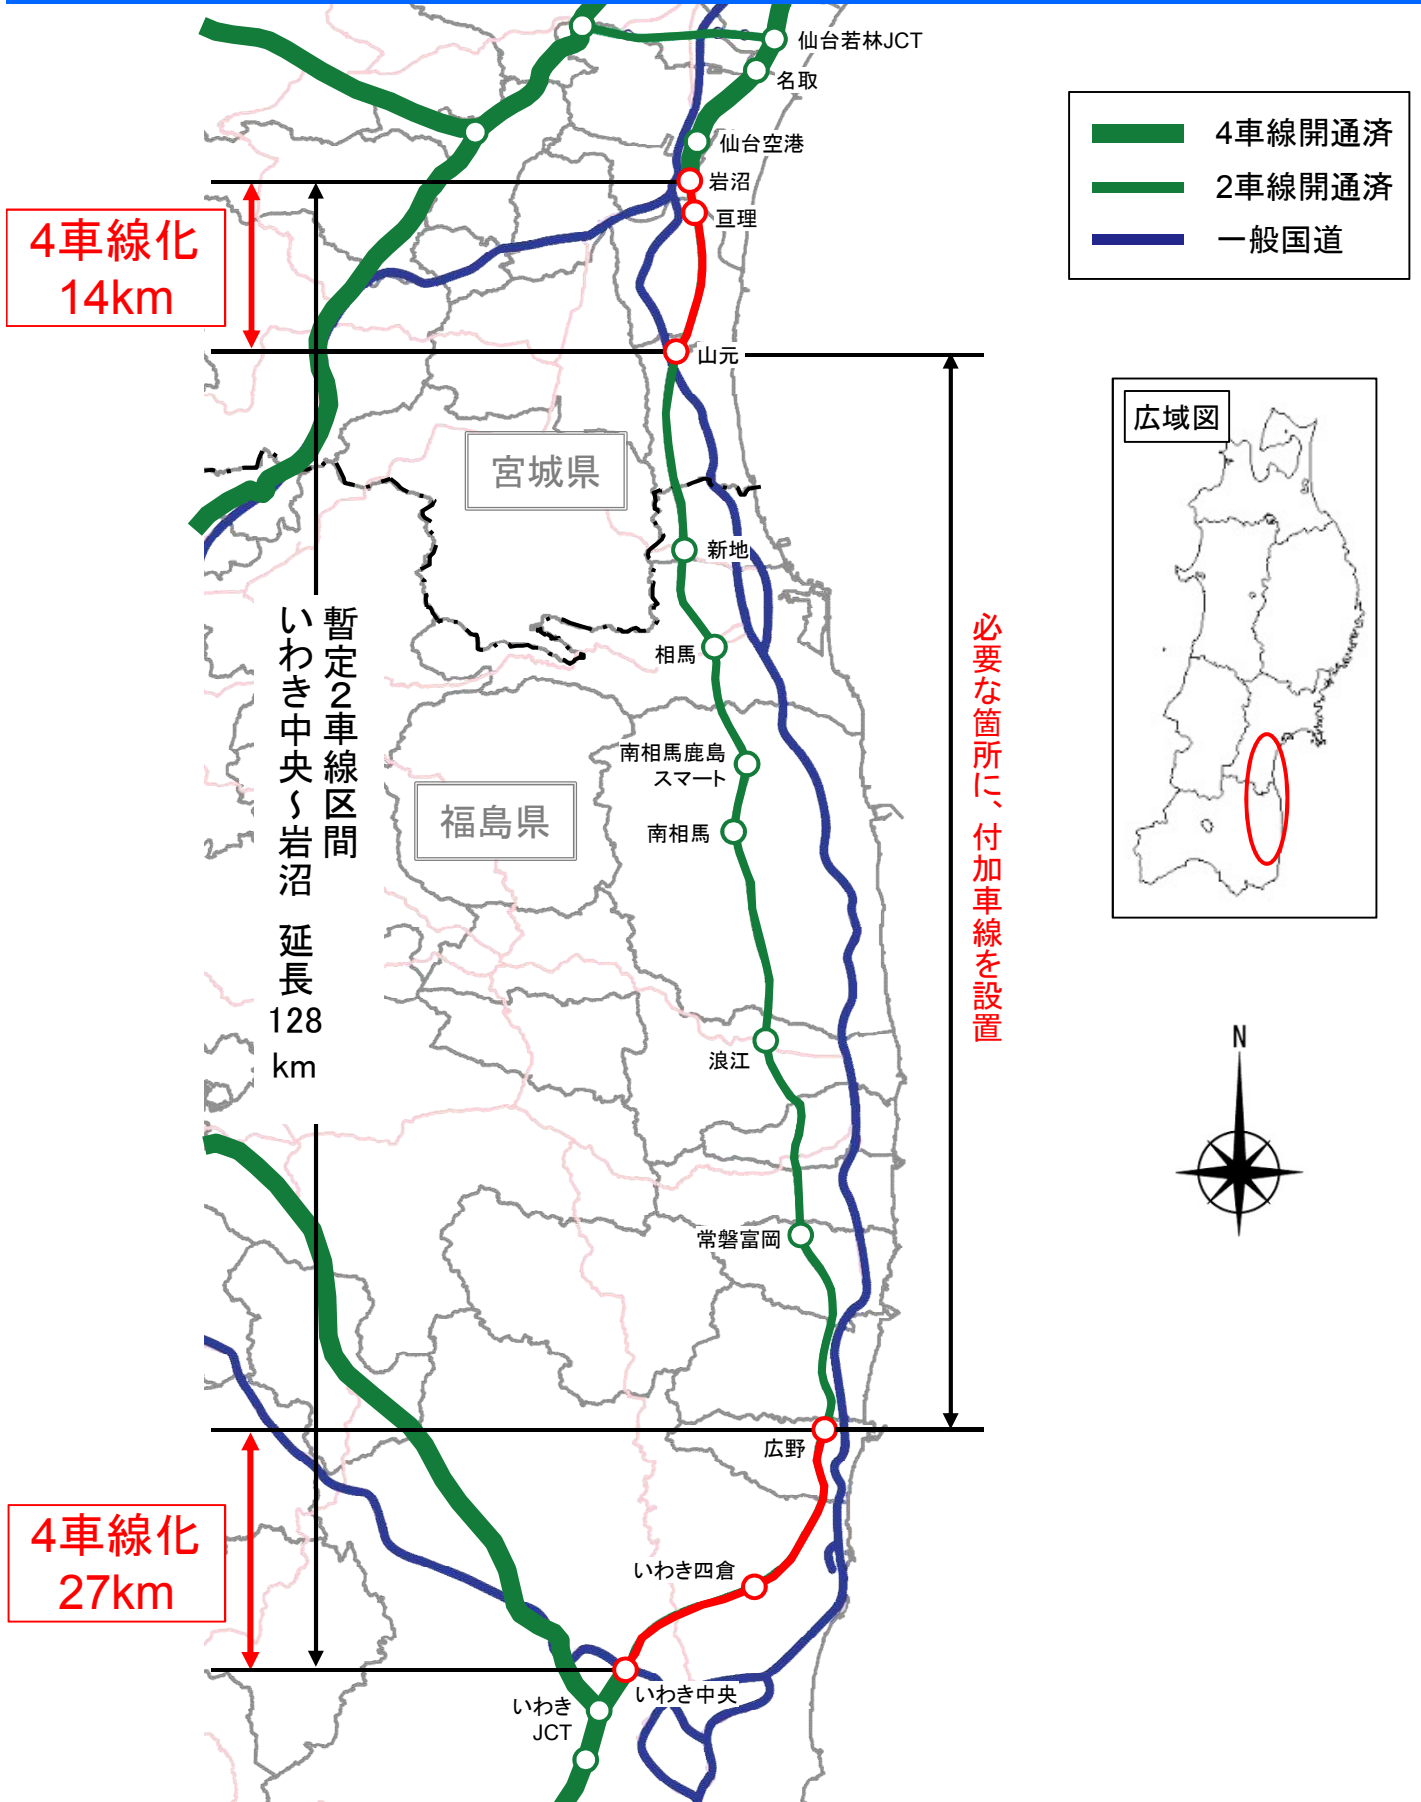 仙台若林JCT
名取
仙台空港
岩沼
亘理
山元
4車線開通済
2車線開通済
一般国道
4車線化
14km
広域図
宮城県
新地
相馬
南相馬鹿島
スマート
南相馬
福島県
暫定2車線区間
いわき中央~岩沼 延長
128
km
必要な箇所に、付加車線を設置
浪江
N
常磐富岡
広野
4車線化
27km
いわき四倉
いわき中央
いわき
JCT